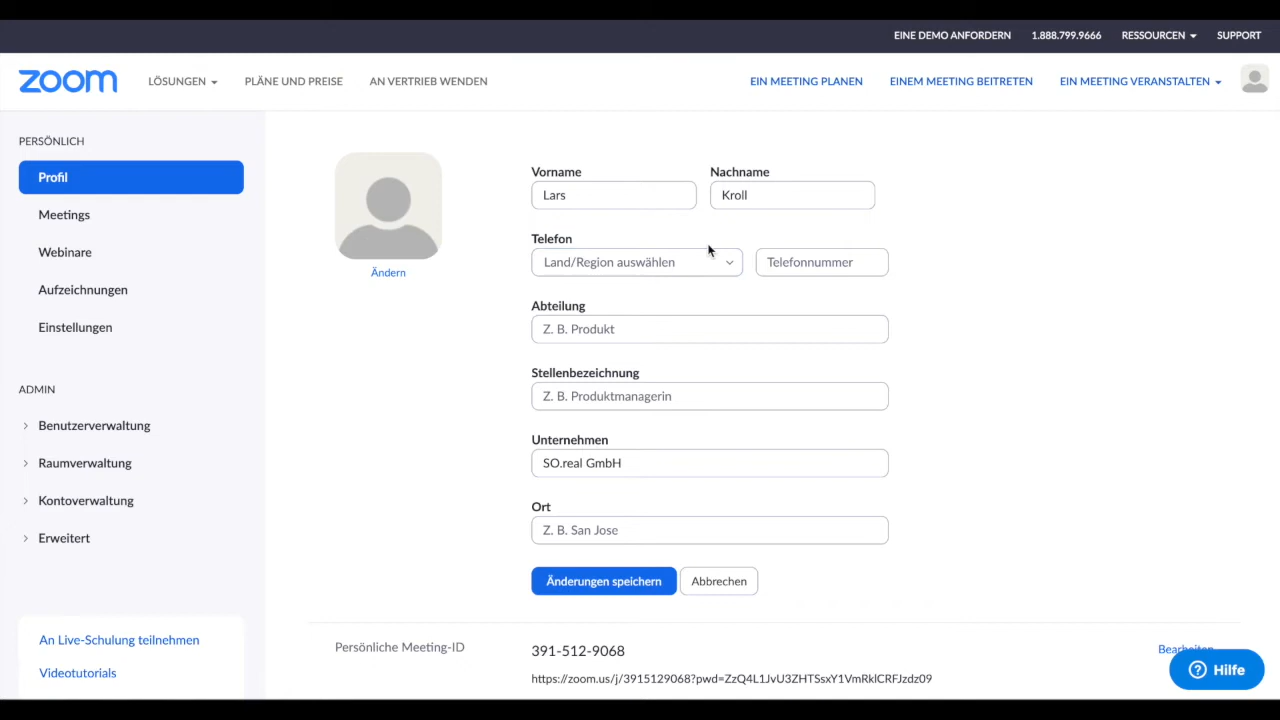 EINE DEMO ANFORDERN 1.888.799.9666 RESSOURCEN SUPPORT
zoom LÖSUNGEN PLÄNE UND PREISE AN VERTRIEB WENDEN EIN MEETING PLANEN EINEM MEETING BEITRETEN EIN MEETING VERANSTALTEN
PERSÖNLICH
Profil
Meetings
Webinare
Aufzeichnungen
Einstellungen
ADMIN
Benutzerverwaltung
Raumverwaltung
Kontoverwaltung
Erweitert
An Live-Schulung teilnehmen
Videotutorials
Ändern
Vorname Nachname
Lars Kroll
Telefon
Land/Region auswählen Telefonnummer
Abteilung
Z. B. Produkt
Stellenbezeichnung
Z. B. Produktmanagerin
Unternehmen
SO.real GmbH
Ort
Z. B. San Jose
Änderungen speichern Abbrechen
Persönliche Meeting-ID 391-512-9068 Bearbeiten
https://zoom.us/j/3915129068?pwd=ZzQ4L1JvU3ZHTSsxY1VmRklCRFJzdz09
Hilfe